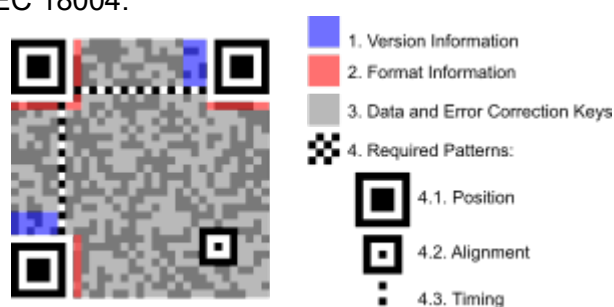 EC 18004.
1. Version Information
2. Format Information
3. Data and Error Correction Keys
4. Required Patterns:
4.1. Position
4.2. Alignment
4.3. Timing